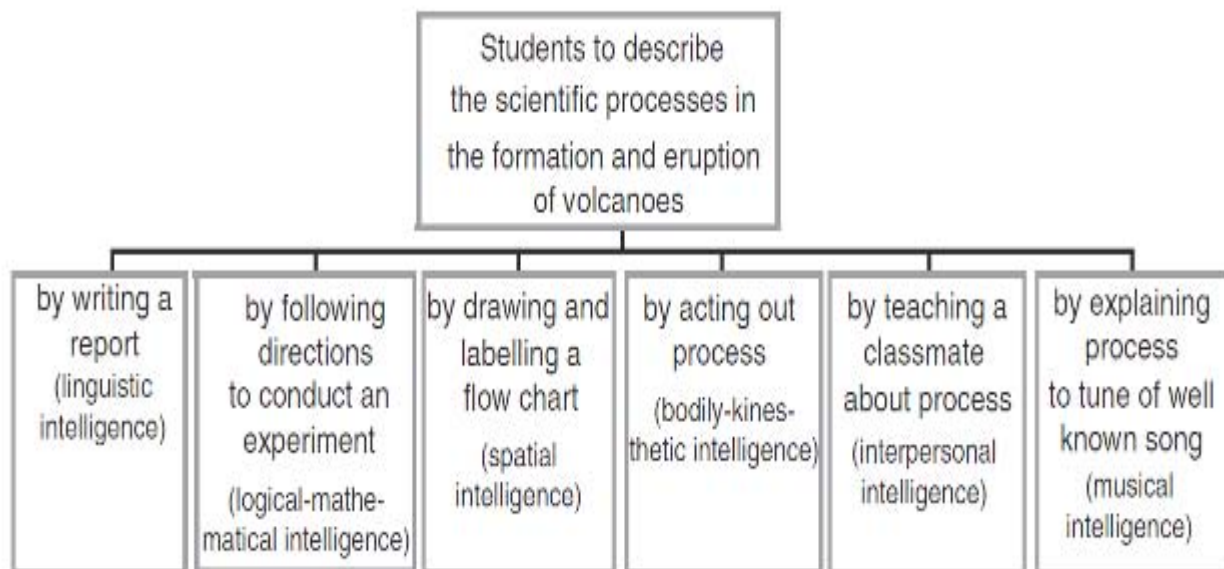 Students to describe
the scientific processes in
the formation and eruption
of volcanoes
by writing a
report
(linguistic
intelligence)
by following
directions
to conduct an
experiment
(logical-mathe-
matical intelligence)
by drawing and
labelling a
flow chart
(spatial
intelligence)
by acting out
process
(bodily-kines-
thetic intelligence)
by teaching a
classmate
about process
(interpersonal
intelligence)
by explaining
process
to tune of well
known song
(musical
intelligence)